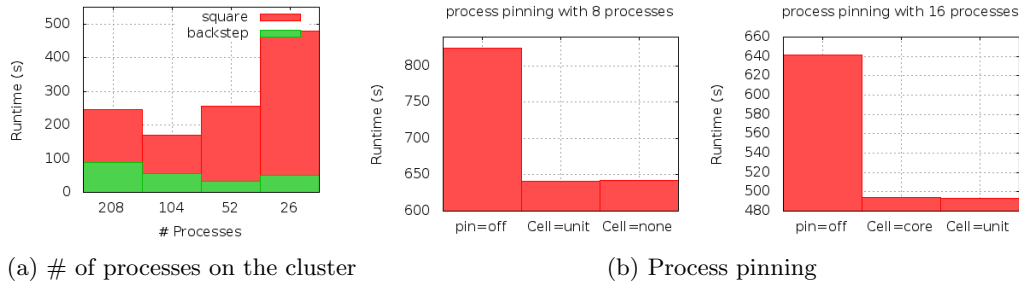 square
backstep
500
400
300
200
100
0
Runtime (s)
208 104 52 26
# Processes
(a) # of processes on the cluster
process pinning with 8 processes
800
750
700
650
600
Runtime (s)
pin=off Cell=unit Cell=none
process pinning with 16 processes
660
640
620
600
580
560
540
520
500
480
Runtime (s)
pin=off Cell=core Cell=unit
(b) Process pinning